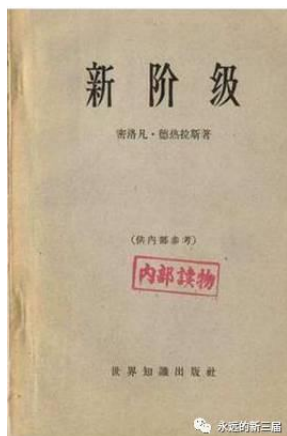 新阶级
密洛凡·德热拉斯著
(供内部参考)
内部读物
世界知識出版社
永远的新三届